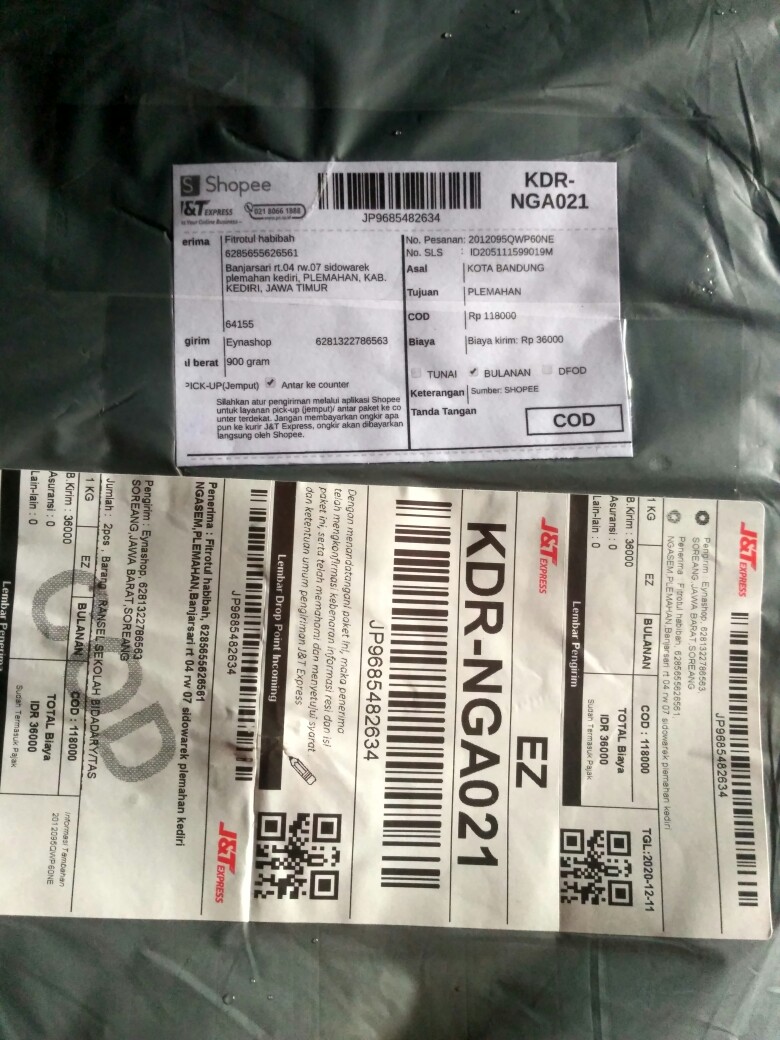 Shopee
J&T EXPRESS
021 8066 1888
JP9685482634
KDR-
NGA021
erima
Fitrotul habibah
6285655626561
Banjarsari rt.04 rw.07 sidowarek
plemahan kediri, PLEMAHAN, KAB.
KEDIRI, JAWA TIMUR
64155
girim Eynashop 6281322786563
l berat 900 gram
PICK-UP(Jemput) Antar ke counter
Silahkan atur pengiriman melalui aplikasi Shopee
untuk layanan pick-up (jemput)/ antar paket ke co
unter terdekat. Jangan membayarkan ongkir apa
pun ke kurir J&T Express, ongkir akan dibayarkan
langsung oleh Shopee.
No. Pesanan: 2012095QWP60NE
No. SLS : ID205111599019M
Asal KOTA BANDUNG
Tujuan PLEMAHAN
COD Rp 118000
Biaya Biaya kirim: Rp 36000
TUNAI BULANAN DFOD
Keterangan Sumber: SHOPEE
Tanda Tangan
COD
J&T EXPRESS
JP9685482634
Pengirim : Eynashop, 6281322786563
SOREANG,JAWA BARAT,SOREANG
Penerima : Fitrotul habibah, 6285655626561,
NGASEM,PLEMAHAN,Banjarsari rt 04 rw 07 sidowarek plemahan kediri
1 KG EZ BULANAN COD : 118000 TGL:2020-12-11
B.Kirim : 36000
Asuransi : 0
Lain-lain : 0
TOTAL Biaya
IDR 36000
Sudah Termasuk Pajak
Lembar Pengirim
J&T EXPRESS
EZ
KDR-NGA021
JP9685482634
Dengan menandatangani paket ini, maka penerima
telah mengkonfirmasi kebenaran informasi resi dan isi
paket ini, serta telah memahami dan menyetujui syarat
dan ketentuan umum pengiriman J&T Express
Lembar Drop Point Incoming
JP9685482634
J&T EXPRESS
Penerima : Fitrotul habibah, 6285655626561
NGASEM,PLEMAHAN,Banjarsari rt 04 rw 07 sidowarek plemahan kediri
Pengirim : Eynashop, 6281322786563
SOREANG,JAWA BARAT,SOREANG
Jumlah : 2pcs , Barang : RANSEL SEKOLAH BIDADARY/TAS
COD
1 KG EZ BULANAN COD : 118000
B.Kirim : 36000
Asuransi : 0
Lain-lain : 0
TOTAL Biaya
IDR 36000
Sudah Termasuk Pajak
Informasi Tambahan
2012095QWP60NE
Lembar Penerima